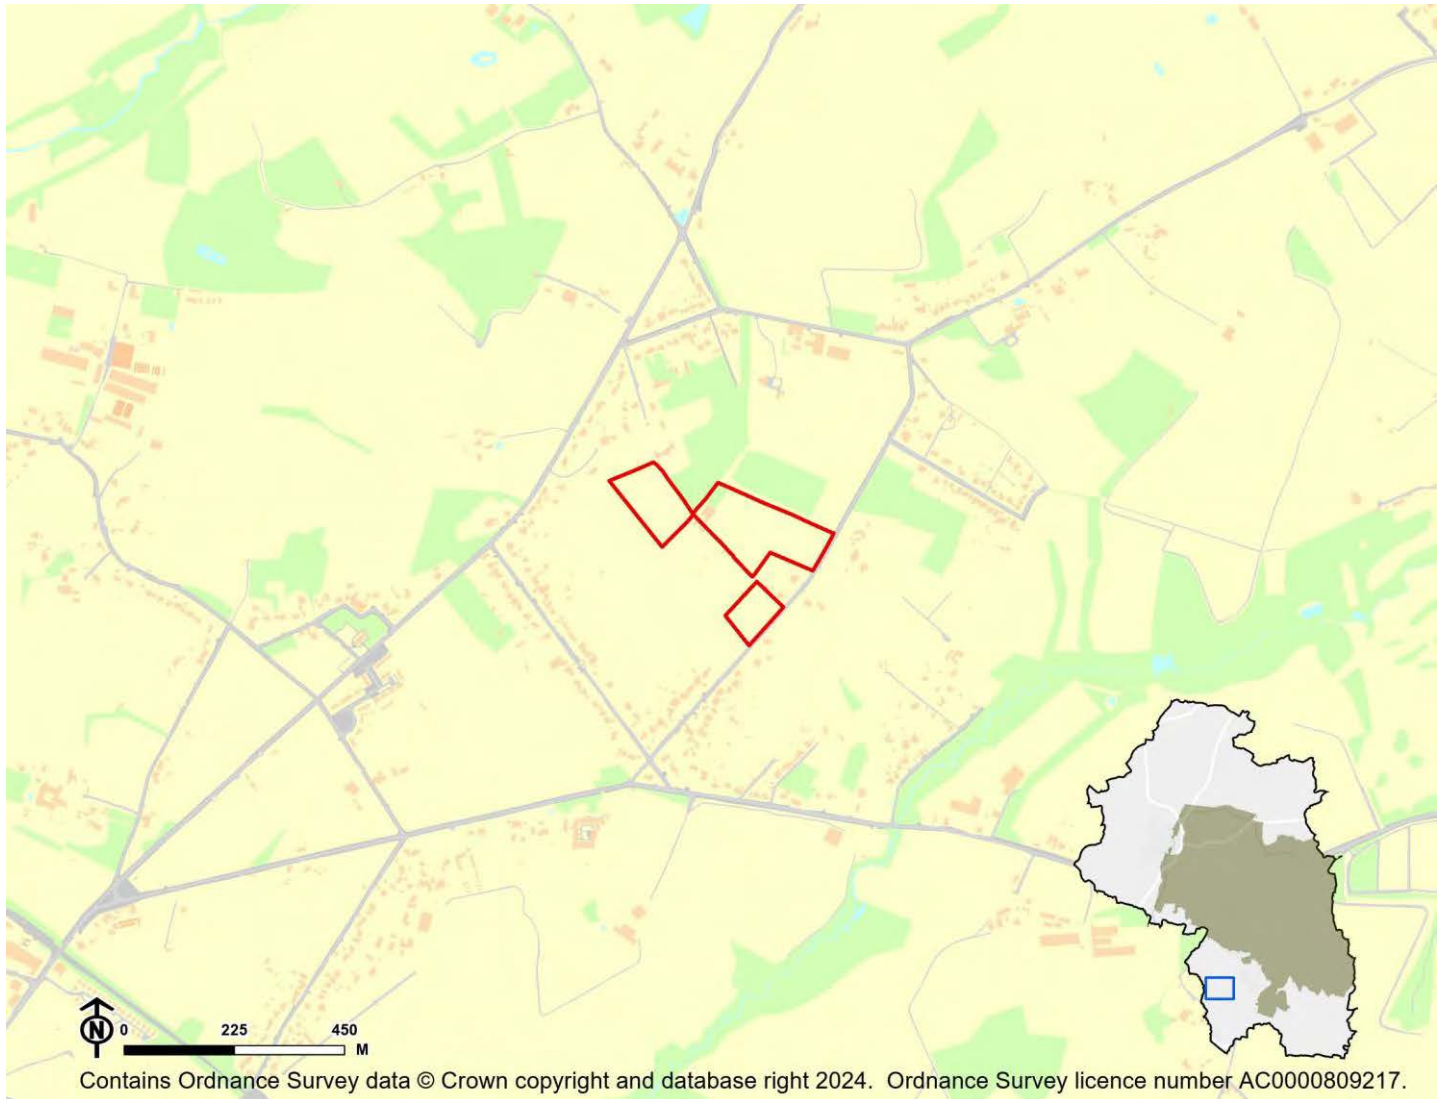 N
0 225 450
M
Contains Ordnance Survey data © Crown copyright and database right 2024. Ordnance Survey licence number AC0000809217.